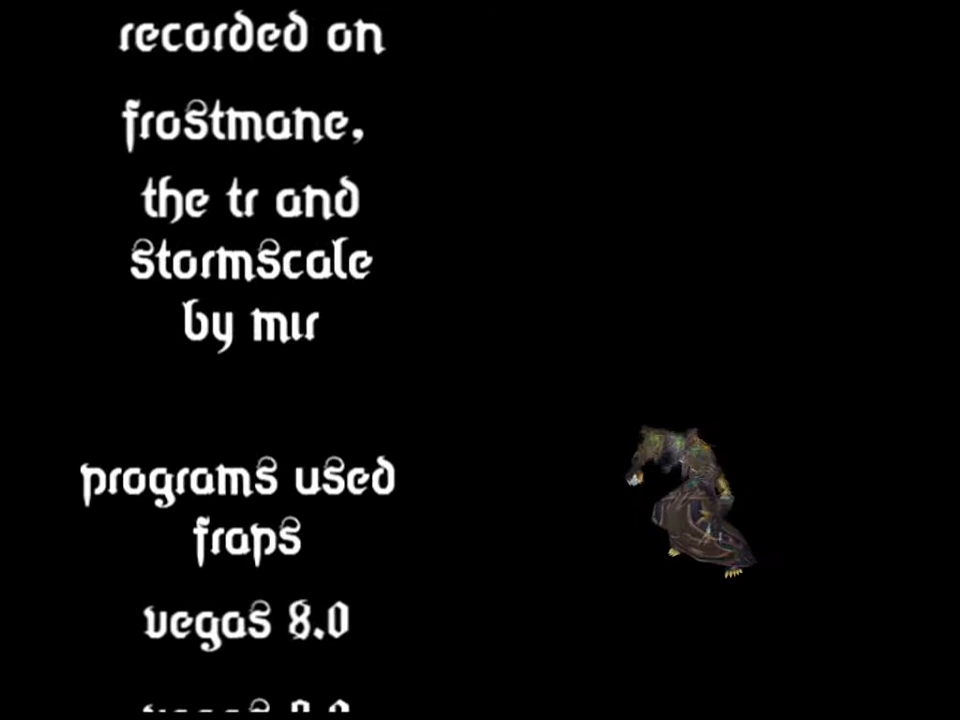 recorded on
frostmane,
the tr and
stormscale
by mir
programs used
fraps
vegas 8.0